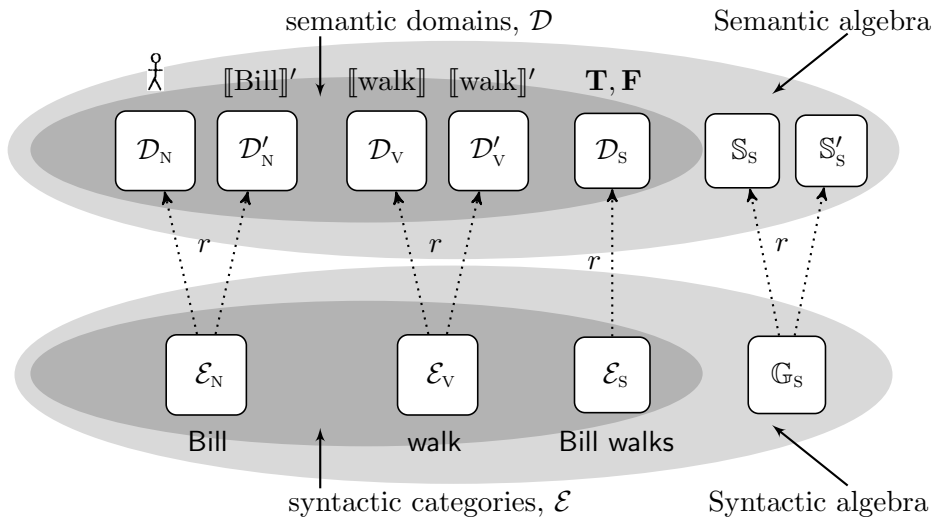 semantic domains, 𝒟 Semantic algebra
⟦Bill⟧′ ⟦walk⟧ ⟦walk⟧′ T, F
𝒟_N 𝒟′_N 𝒟_V 𝒟′_V 𝒟_S 𝕊_S 𝕊′_S
r r r r
ℰ_N ℰ_V ℰ_S 𝔾_S
Bill walk Bill walks
syntactic categories, ℰ Syntactic algebra